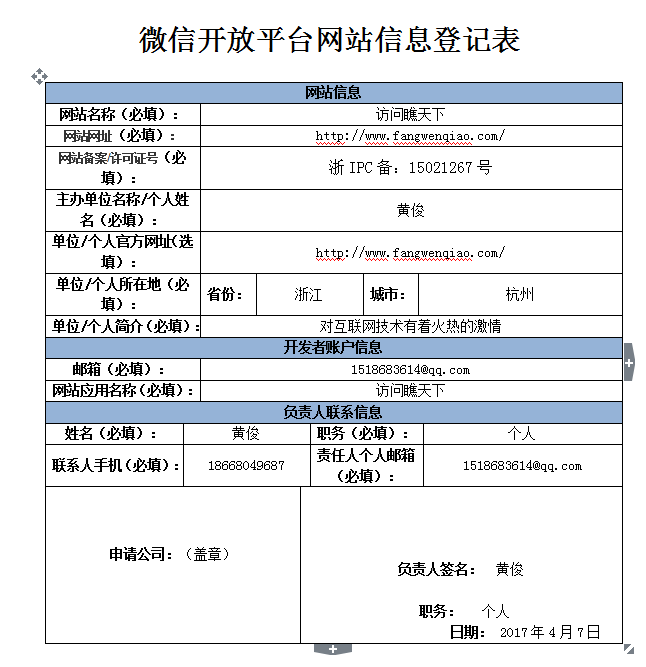 微信开放平台网站信息登记表
网站信息
网站名称（必填）：
访问瞧天下
网站网址（必填）：
http://www.fangwenqiao.com/
网站备案/许可证号（必
填）：
浙 IPC 备：15021267 号
主办单位名称/个人姓
名（必填）：
黄俊
单位/个人官方网址(选
填）：
http://www.fangwenqiao.com/
单位/个人所在地（必
填）：
省份：
浙江
城市：
杭州
单位/个人简介（必填）：
对互联网技术有着火热的激情
开发者账户信息
邮箱（必填）：
1518683614@qq.com
网站应用名称（必填）：
访问瞧天下
负责人联系信息
姓名（必填）：
黄俊
职务（必填）：
个人
联系人手机（必填）：
18668049687
责任人个人邮箱
（必填）：
1518683614@qq.com
申请公司：（盖章）
负责人签名： 黄俊
职务： 个人
日期： 2017 年 4 月 7 日